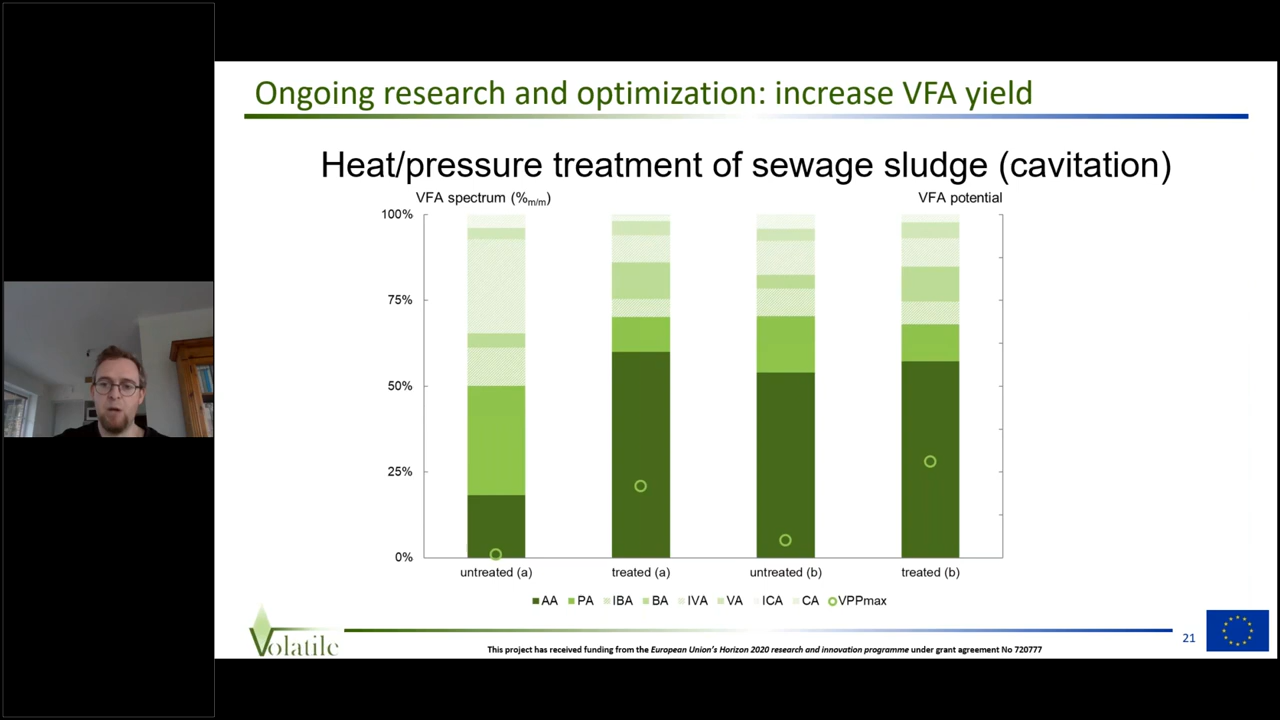 Ongoing research and optimization: increase VFA yield
Heat/pressure treatment of sewage sludge (cavitation)
VFA spectrum (%m/m)
VFA potential
100%
75%
50%
25%
0%
untreated (a)
treated (a)
untreated (b)
treated (b)
AA PA IBA BA IVA VA ICA CA VPPmax
Volatile
This project has received funding from the European Union's Horizon 2020 research and innovation programme under grant agreement No 720777
21